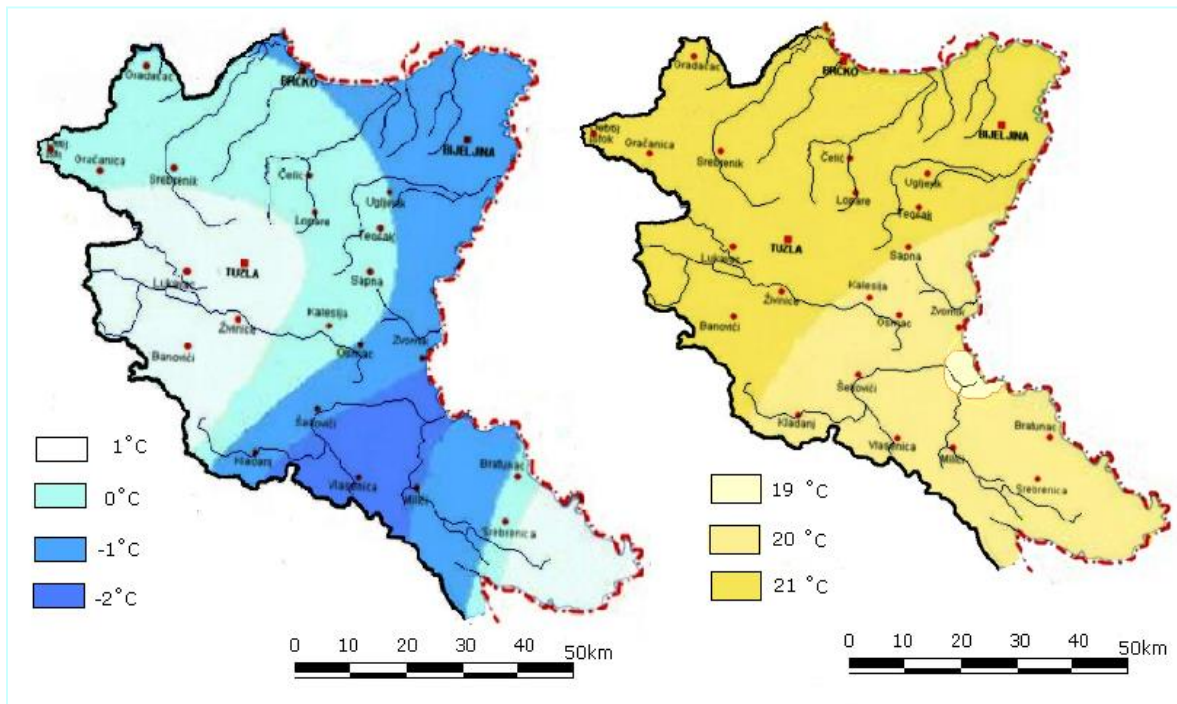 Gradačac
BRČKO
Gračanica
Srebrenik
Čelić
Lopare
BIJELJINA
Ugljevik
Teočak
Sapna
Lukavac
TUZLA
Kalesija
Živinice
Osmac
Zvornik
Banovići
Šekovići
Kladanj
Vlasenica
Milići
Bratunac
Srebrenica
1°C
0°C
-1°C
-2°C
0 10 20 30 40 50km
Gradačac
BRČKO
Istok
BIJELJINA
Gračanica
Srebrenik
Čelić
Ugljevik
Lopare
Teočak
TUZLA
Lukavac
Sapna
Živinice
Kalesija
Banovići
Osmac
Zvornik
Šekovići
Kladanj
Vlasenica
Milići
Bratunac
Srebrenica
19 °C
20 °C
21 °C
0 10 20 30 40 50km